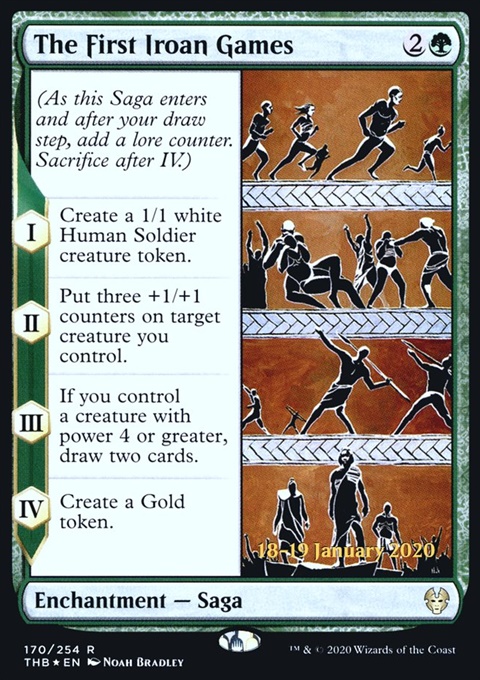 The First Iroan Games 2
(As this Saga enters
and after your draw
step, add a lore counter.
Sacrifice after IV.)
I
Create a 1/1 white
Human Soldier
creature token.
II
Put three +1/+1
counters on target
creature you
control.
III
If you control
a creature with
power 4 or greater,
draw two cards.
IV
Create a Gold
token.
18–19 January 2020
Enchantment — Saga
170/254 R
THB★EN Noah Bradley
™ & © 2020 Wizards of the Coast